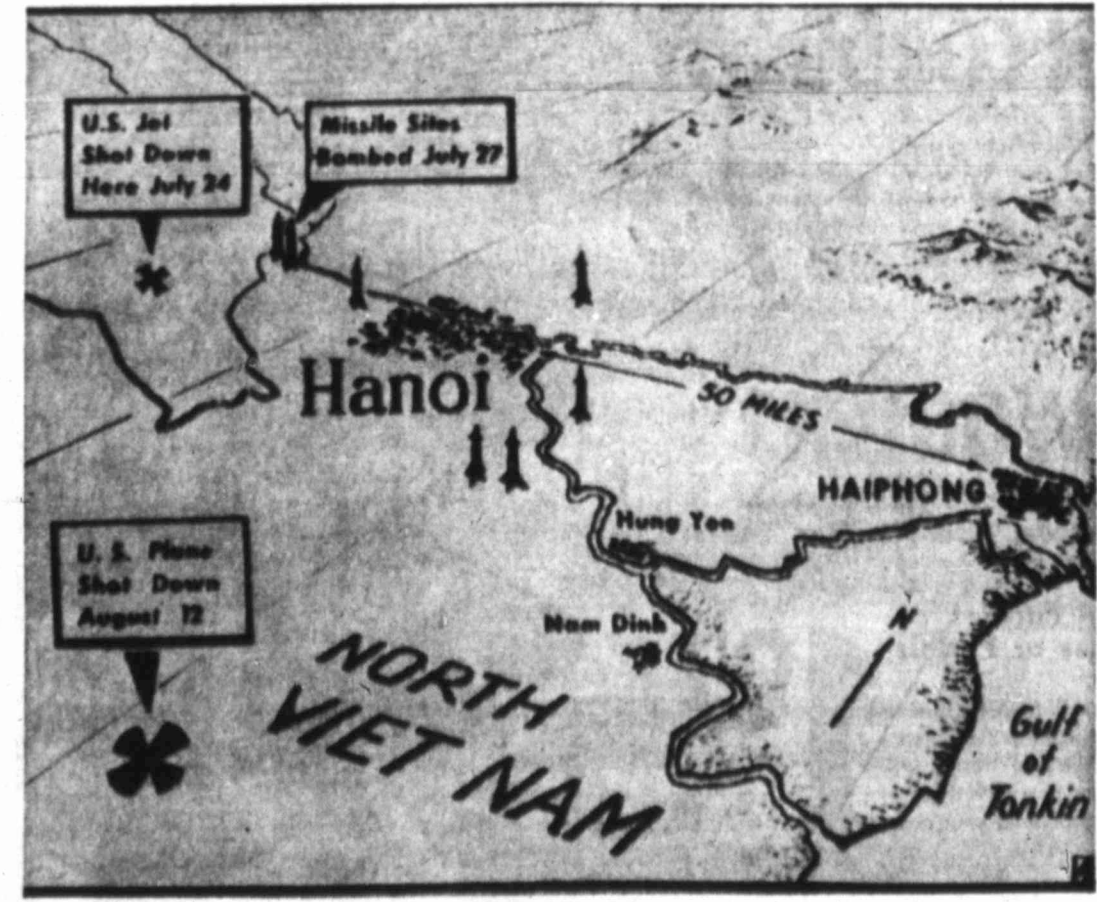 U.S. Jet
Shot Down
Here July 24
Missile Sites
Bombed July 27
Hanoi
50 MILES
HAIPHONG
Hung Yen
U. S. Plane
Shot Down
August 12
Nam Dinh
N
NORTH
VIET NAM
Gulf
of
Tonkin